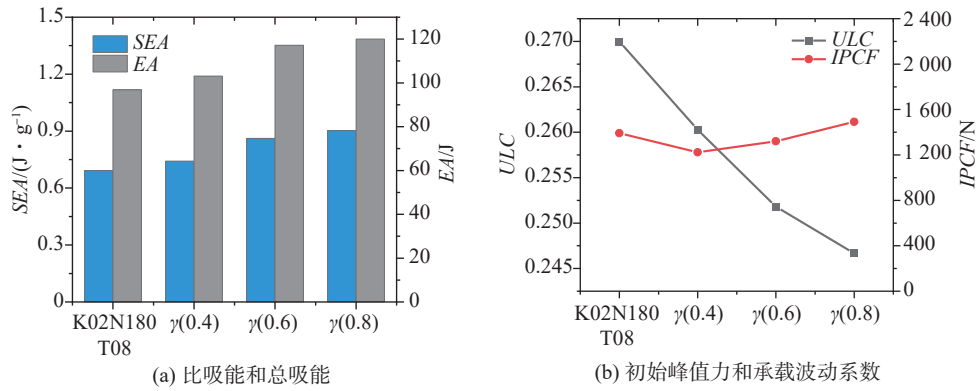 1.5
1.2
0.9
0.6
0.3
0
SEA/(J·g⁻¹)
SEA
EA
120
100
80
60
40
20
0
EA/J
K02N180
T08
γ(0.4)
γ(0.6)
γ(0.8)
(a) 比吸能和总吸能
0.270
0.265
0.260
0.255
0.250
0.245
ULC
ULC
IPCF
2 400
2 000
1 600
1 200
800
400
0
IPCF/N
K02N180
T08
γ(0.4)
γ(0.6)
γ(0.8)
(b) 初始峰值力和承载波动系数